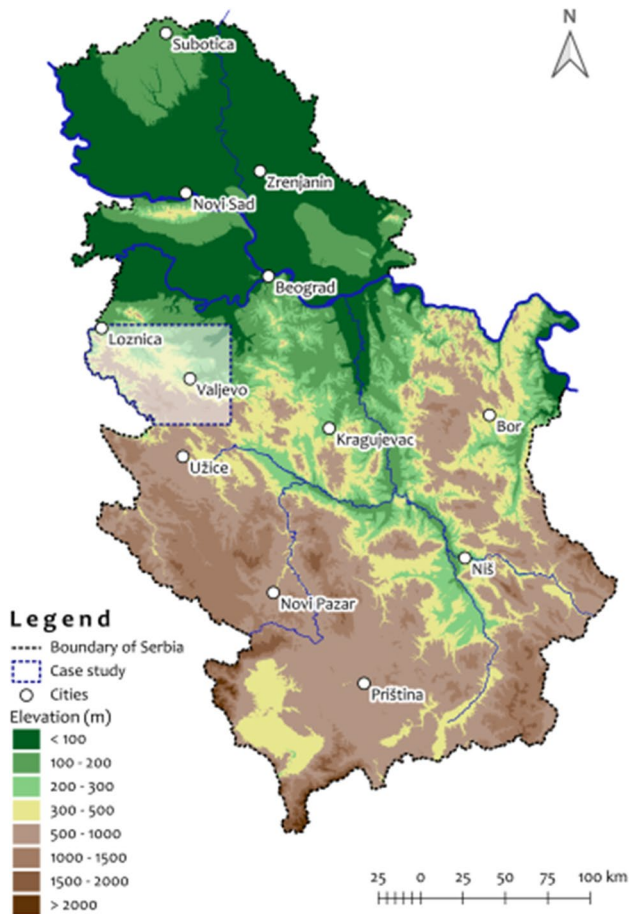 N
Subotica
Zrenjanin
Novi Sad
Beograd
Loznica
Valjevo
Bor
Kragujevac
Užice
Niš
Novi Pazar
Priština
Legend
Boundary of Serbia
Case study
Cities
Elevation (m)
< 100
100 - 200
200 - 300
300 - 500
500 - 1000
1000 - 1500
1500 - 2000
> 2000
25 0 25 50 100 km